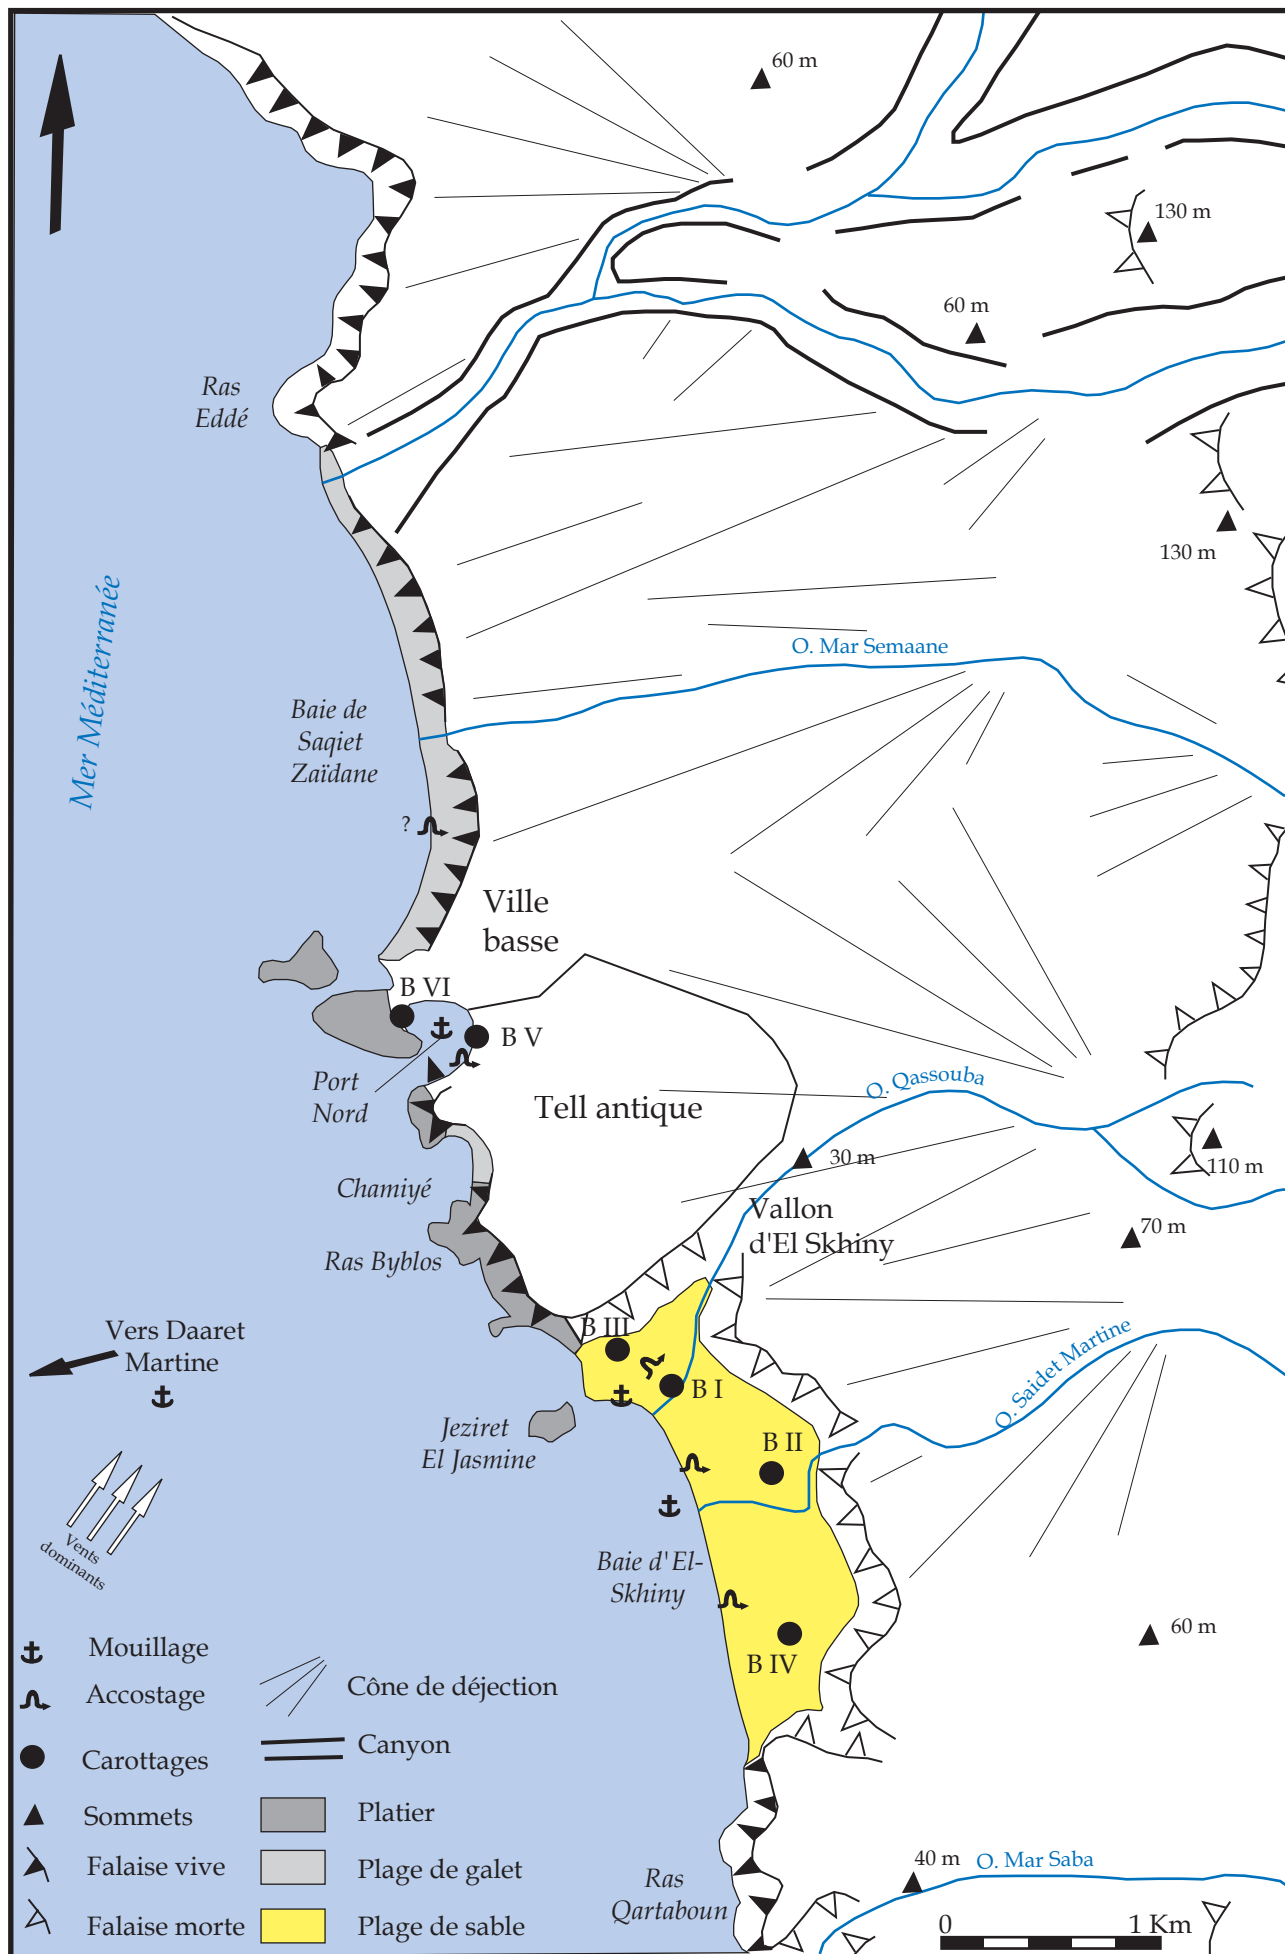 60 m
130 m
60 m
Ras
Eddé
130 m
Mer Méditerranée
O. Mar Semaane
Baie de
Saqiet
Zaïdane
?
Ville
basse
B VI
B V
Port
Nord
Tell antique
O. Qassouba
30 m
110 m
Chamiyé
Vallon
d'El Skhiny
70 m
Ras Byblos
Vers Daaret
Martine
B III
B I
O. Saidet Martine
Jeziret
El Jasmine
B II
Vents
dominants
Baie d'El-
Skhiny
60 m
B IV
Mouillage
Accostage
Cône de déjection
Carottages
Canyon
Sommets
Platier
Falaise vive
Plage de galet
Falaise morte
Plage de sable
Ras
Qartaboun
40 m
O. Mar Saba
0
1 Km